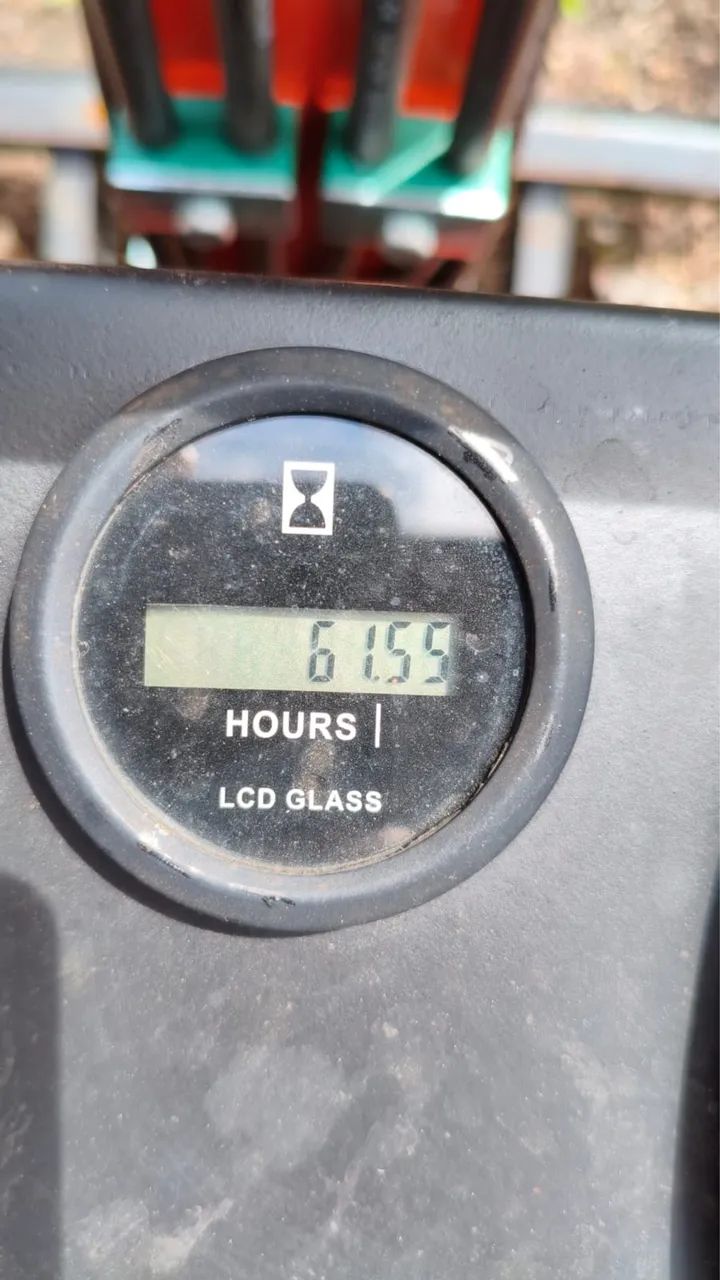 61.55
HOURS |
LCD GLASS